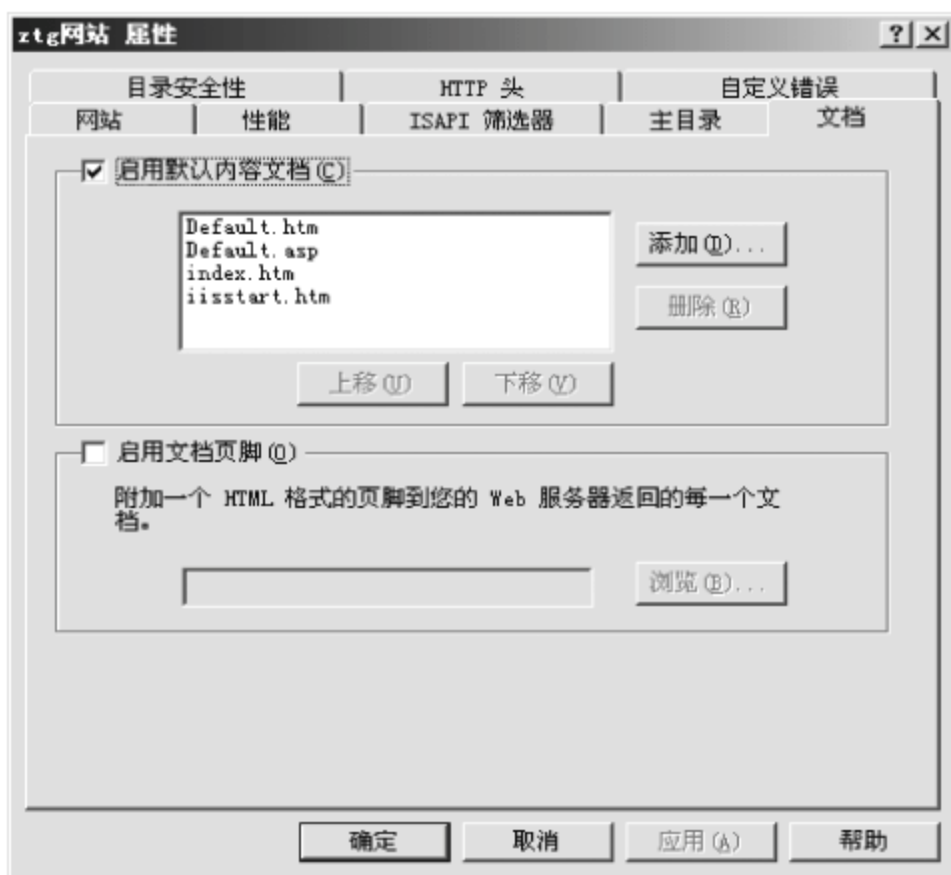 ztg网站 属性
目录安全性 HTTP 头 自定义错误
网站 性能 ISAPI 筛选器 主目录 文档
启用默认内容文档(C)
Default.htm
Default.asp
index.htm
iisstart.htm
添加(D)...
删除(R)
上移(U) 下移(V)
启用文档页脚(O)
附加一个 HTML 格式的页脚到您的 Web 服务器返回的每一个文
档。
浏览(B)...
确定 取消 应用(A) 帮助